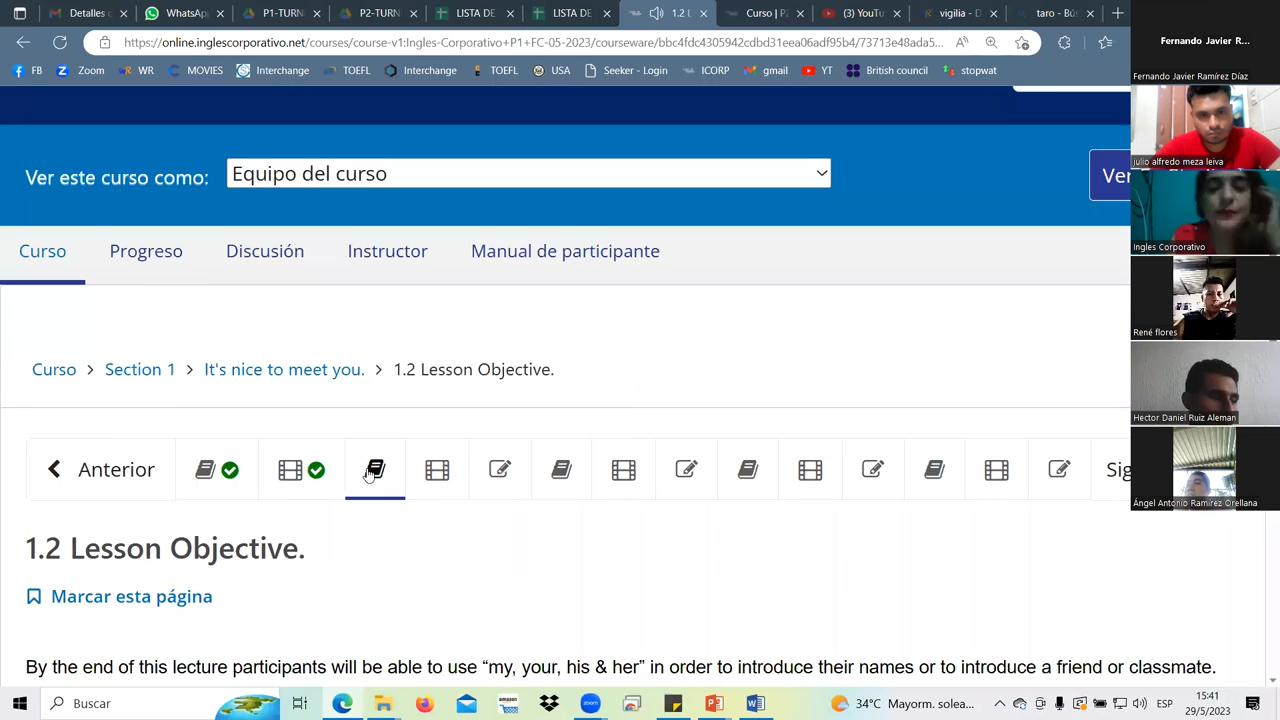 Detalles c
WhatsApp
P1-TURN
P2-TURN
LISTA DE
LISTA DE
1.2 L
Curso | P2
(3) YouTu
vigilia - D
taro - Bús
https://online.inglescorporativo.net/courses/course-v1:Ingles-Corporativo+P1+FC-05-2023/courseware/bbc4fdc4305942cdbd31eea06adf95b4/73713e48ada5...
FB
Zoom
WR
MOVIES
Interchange
TOEFL
Interchange
TOEFL
USA
Seeker - Login
ICORP
gmail
YT
British council
stopwat
Ver este curso como:
Equipo del curso
Ver
Curso
Progreso
Discusión
Instructor
Manual de participante
Curso > Section 1 > It's nice to meet you. > 1.2 Lesson Objective.
Anterior
Sig
1.2 Lesson Objective.
Marcar esta página
By the end of this lecture participants will be able to use “my, your, his & her” in order to introduce their names or to introduce a friend or classmate.
Fernando Javier R...
Fernando Javier Ramírez Díaz
julio alfredo meza leiva
Ingles Corporativo
René flores
Hector Daniel Ruiz Aleman
Ángel Antonio Ramirez Orellana
Buscar
amazon
34°C
Mayorm. solea...
ESP
15:41
29/5/2023